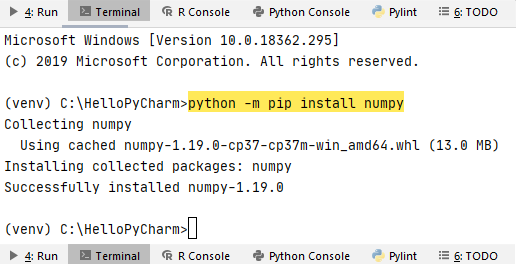 4: Run Terminal R Console Python Console Pylint 6: TODO
Microsoft Windows [Version 10.0.18362.295]
(c) 2019 Microsoft Corporation. All rights reserved.
(venv) C:\HelloPyCharm>python -m pip install numpy
Collecting numpy
  Using cached numpy-1.19.0-cp37-cp37m-win_amd64.whl (13.0 MB)
Installing collected packages: numpy
Successfully installed numpy-1.19.0
(venv) C:\HelloPyCharm>
4: Run Terminal R Console Python Console Pylint 6: TODO